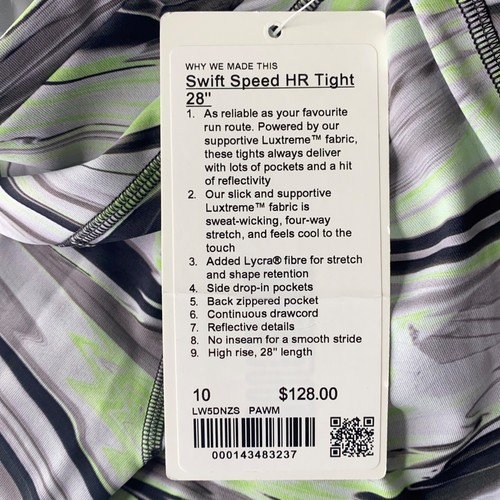 WHY WE MADE THIS
Swift Speed HR Tight
28"
1. As reliable as your favourite
run route. Powered by our
supportive Luxtreme™ fabric,
these tights always deliver
with lots of pockets and a hit
of reflectivity
2. Our slick and supportive
Luxtreme™ fabric is
sweat-wicking, four-way
stretch, and feels cool to the
touch
3. Added Lycra® fibre for stretch
and shape retention
4. Side drop-in pockets
5. Back zippered pocket
6. Continuous drawcord
7. Reflective details
8. No inseam for a smooth stride
9. High rise, 28" length
10 $128.00
LW5DNZS PAWM
000143483237